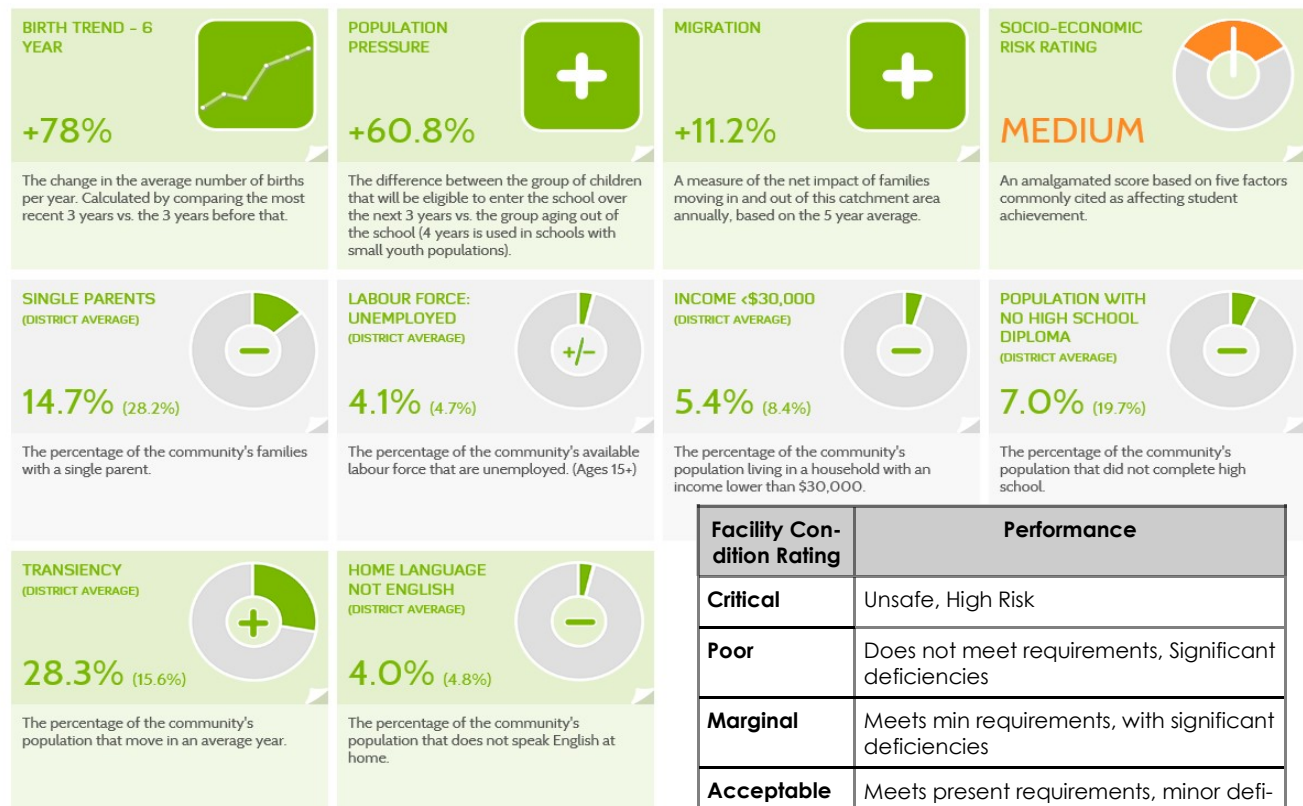 BIRTH TREND – 6
YEAR
+78%
The change in the average number of births
per year. Calculated by comparing the most
recent 3 years vs. the 3 years before that.
POPULATION
PRESSURE
+60.8%
The difference between the group of children
that will be eligible to enter the school over
the next 3 years vs. the group aging out of
the school (4 years is used in schools with
small youth populations).
MIGRATION
+11.2%
A measure of the net impact of families
moving in and out of this catchment area
annually, based on the 5 year average.
SOCIO-ECONOMIC
RISK RATING
MEDIUM
An amalgamated score based on five factors
commonly cited as affecting student
achievement.
SINGLE PARENTS
(DISTRICT AVERAGE)
14.7% (28.2%)
The percentage of the community's families
with a single parent.
LABOUR FORCE:
UNEMPLOYED
(DISTRICT AVERAGE)
+/-
4.1% (4.7%)
The percentage of the community's available
labour force that are unemployed. (Ages 15+)
INCOME <$30,000
(DISTRICT AVERAGE)
5.4% (8.4%)
The percentage of the community's
population living in a household with an
income lower than $30,000.
POPULATION WITH
NO HIGH SCHOOL
DIPLOMA
(DISTRICT AVERAGE)
7.0% (19.7%)
The percentage of the community's
population that did not complete high
school.
TRANSIENCY
(DISTRICT AVERAGE)
28.3% (15.6%)
The percentage of the community's
population that move in an average year.
HOME LANGUAGE
NOT ENGLISH
(DISTRICT AVERAGE)
4.0% (4.8%)
The percentage of the community's
population that does not speak English at
home.
Facility Con-
dition Rating
Performance
Critical
Unsafe, High Risk
Poor
Does not meet requirements, Significant
deficiencies
Marginal
Meets min requirements, with significant
deficiencies
Acceptable
Meets present requirements, minor defi-